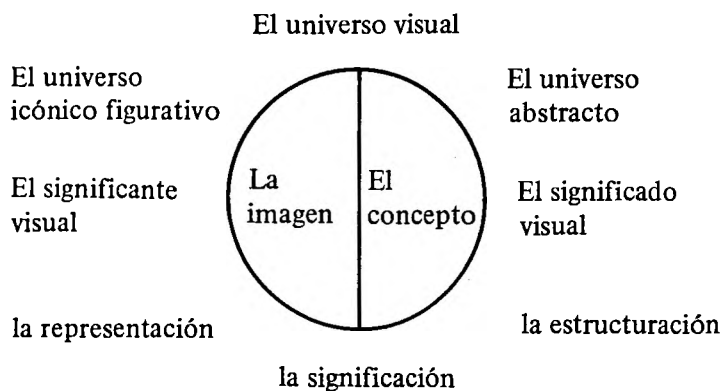 El universo visual
El universo
icónico figurativo
El universo
abstracto
El significante
visual
La
imagen
El
concepto
El significado
visual
la representación
la estructuración
la significación